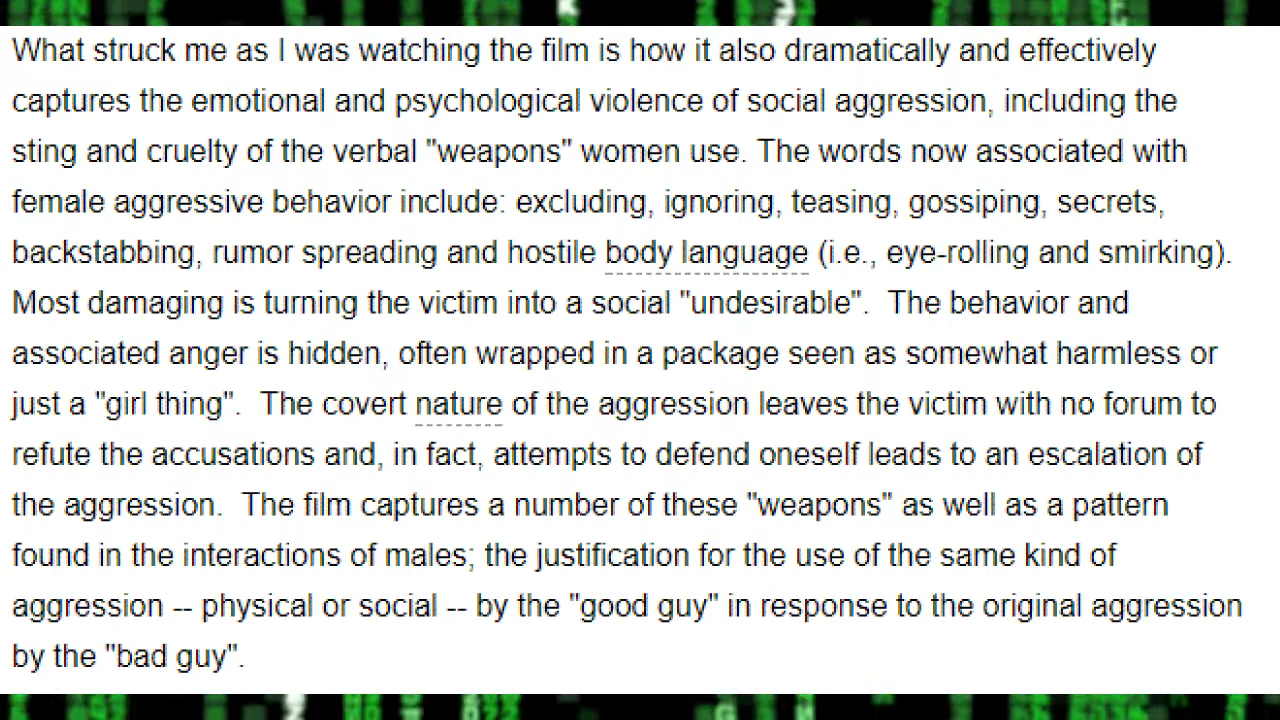 What struck me as I was watching the film is how it also dramatically and effectively
captures the emotional and psychological violence of social aggression, including the
sting and cruelty of the verbal "weapons" women use. The words now associated with
female aggressive behavior include: excluding, ignoring, teasing, gossiping, secrets,
backstabbing, rumor spreading and hostile body language (i.e., eye-rolling and smirking).
Most damaging is turning the victim into a social "undesirable".  The behavior and
associated anger is hidden, often wrapped in a package seen as somewhat harmless or
just a "girl thing".  The covert nature of the aggression leaves the victim with no forum to
refute the accusations and, in fact, attempts to defend oneself leads to an escalation of
the aggression.  The film captures a number of these "weapons" as well as a pattern
found in the interactions of males; the justification for the use of the same kind of
aggression -- physical or social -- by the "good guy" in response to the original aggression
by the "bad guy".